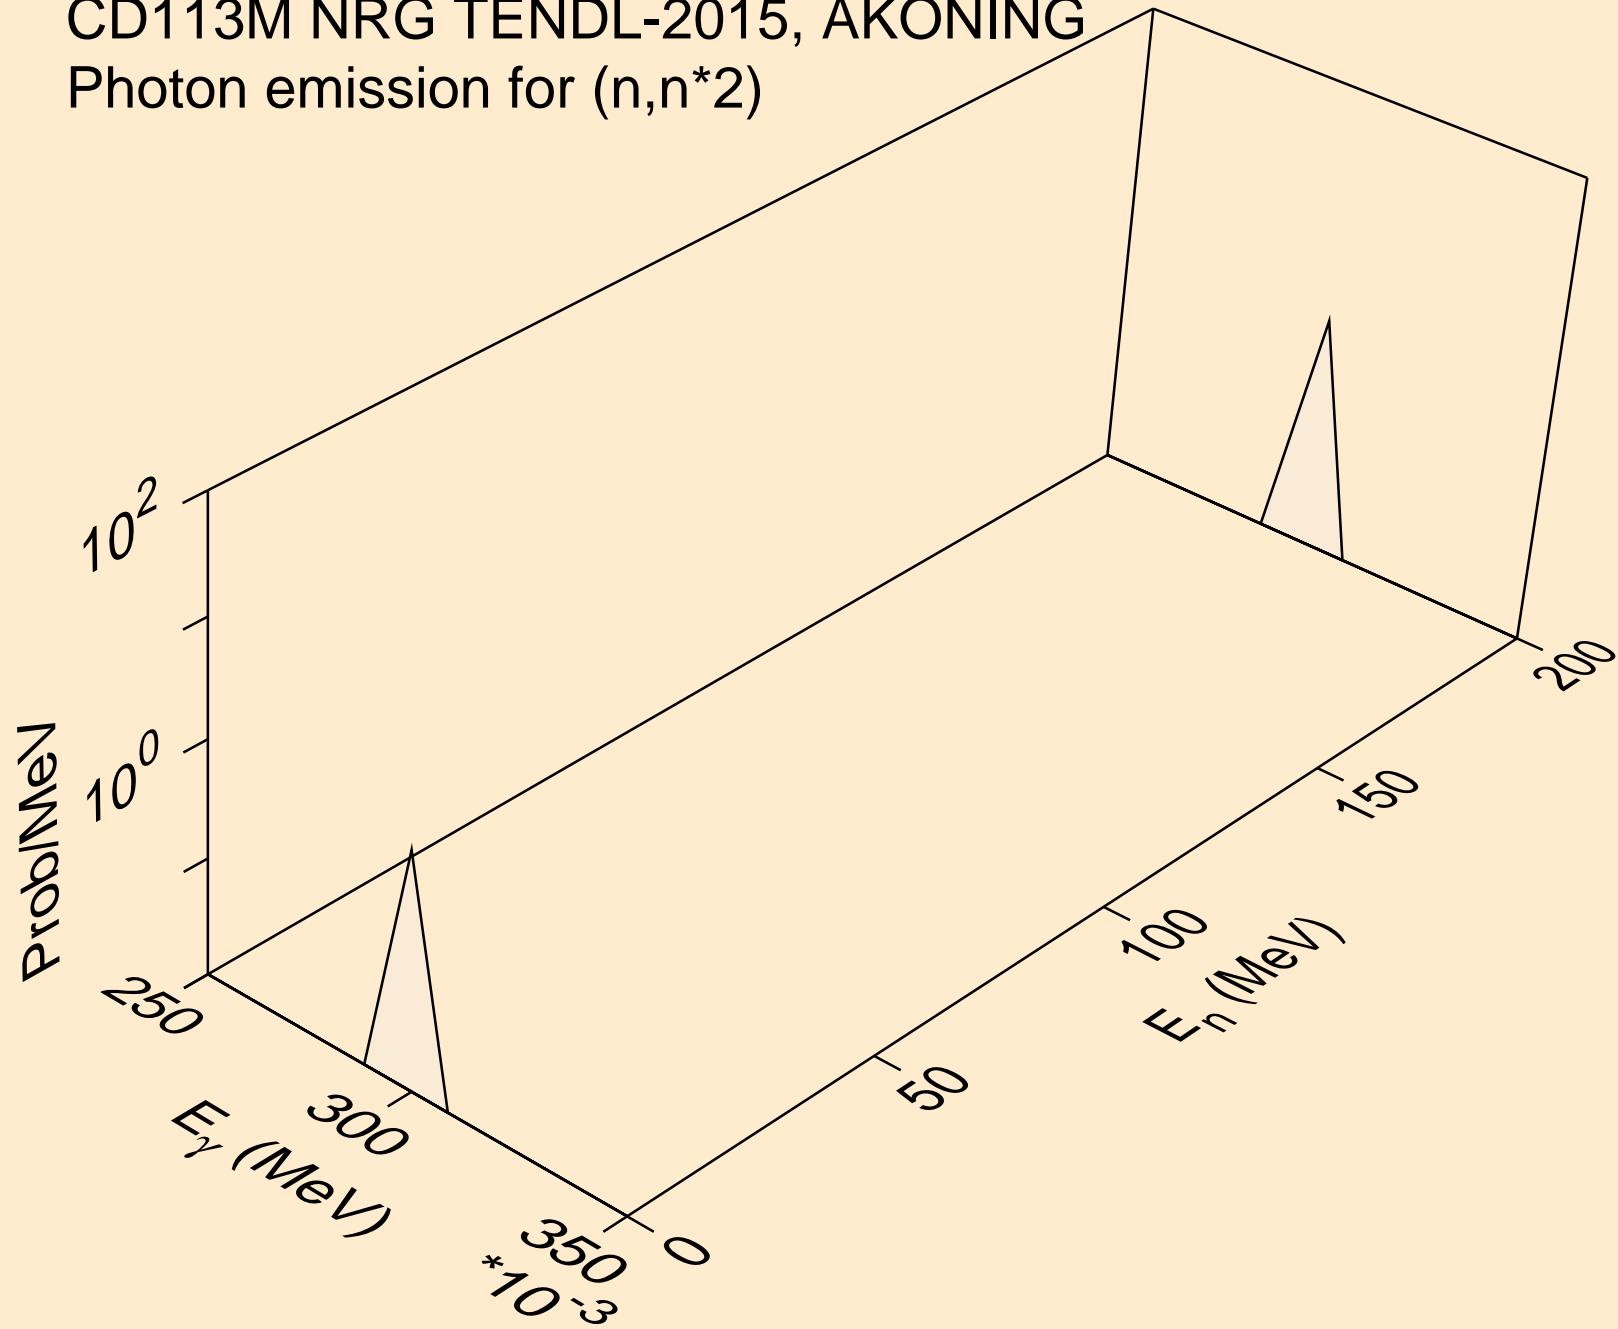 CD113M NRG TENDL-2015, AKONING
Photon emission for (n,n*2)
10^2
10^0
Prob/MeV
250
300
350
*10^-3
E_γ (MeV)
0
50
100
150
200
E_n (MeV)